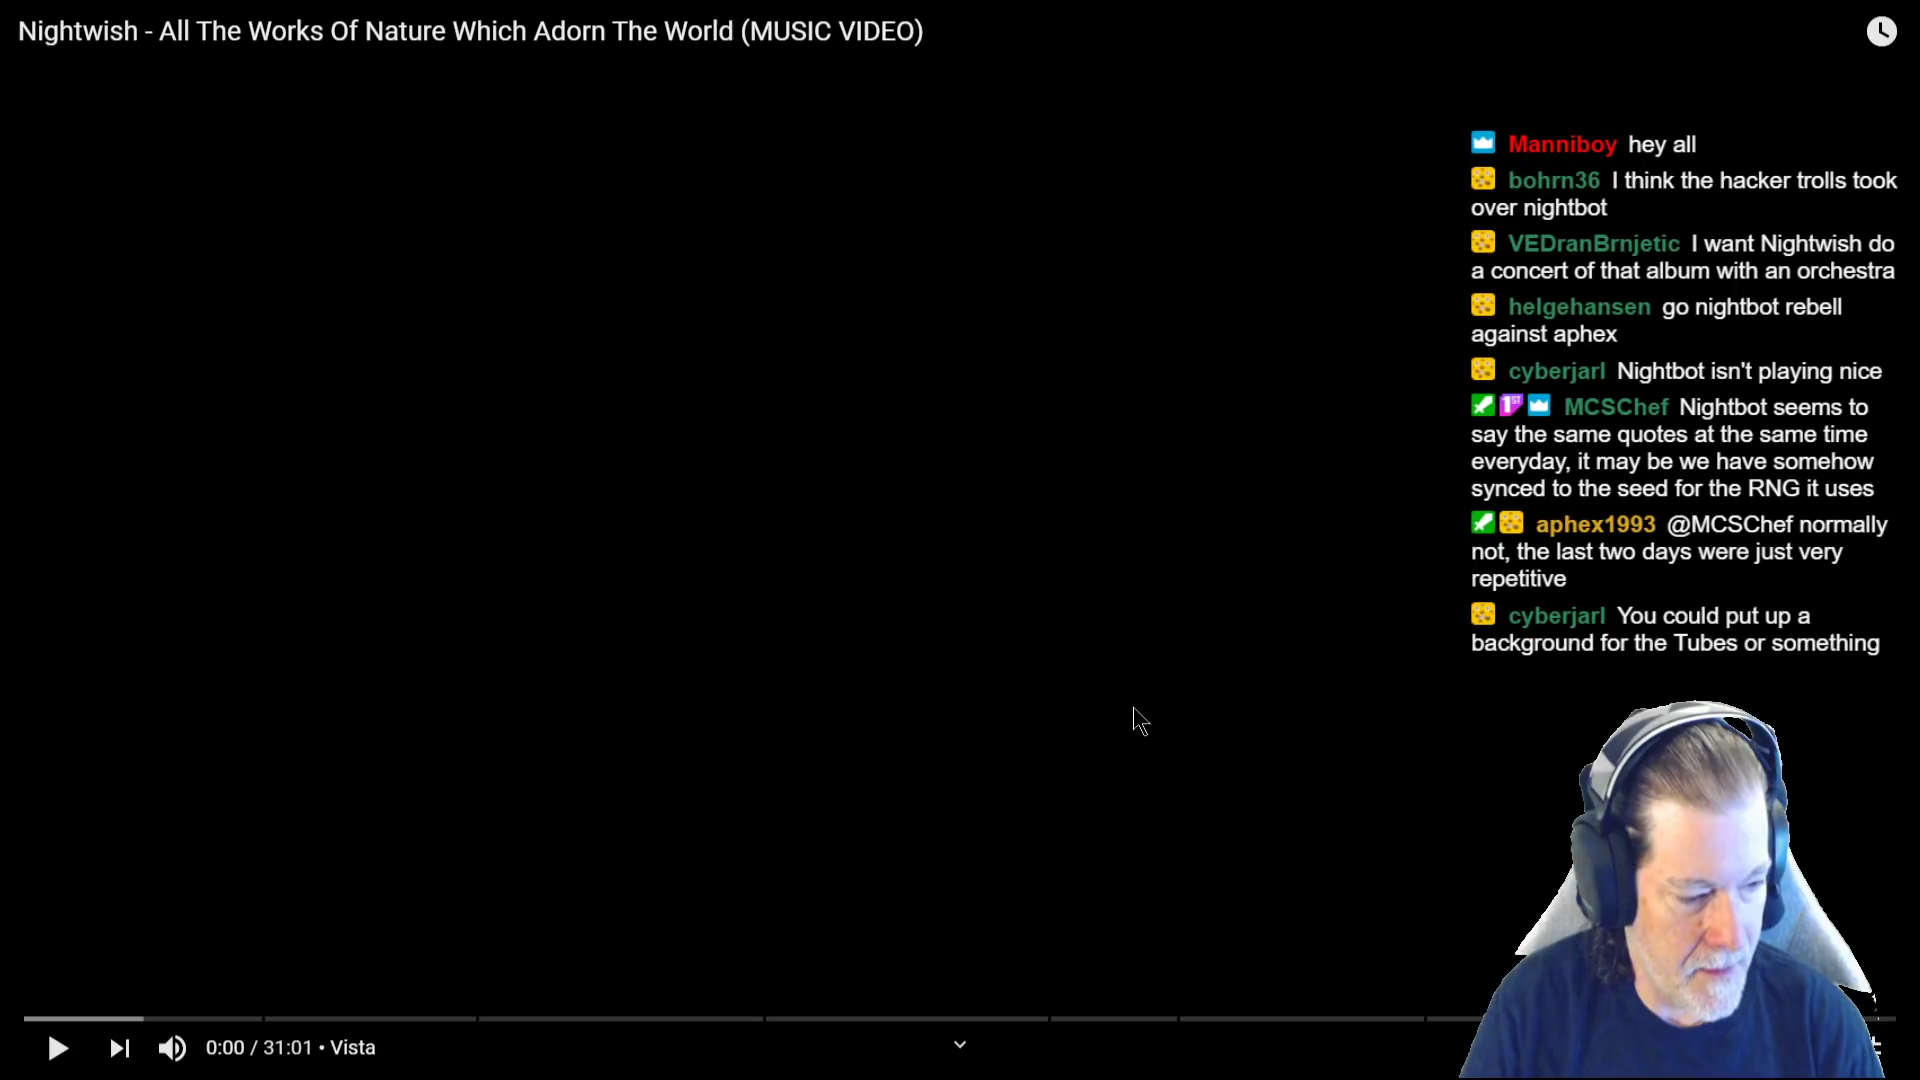 Nightwish - All The Works Of Nature Which Adorn The World (MUSIC VIDEO)
Manniboy hey all
bohrn36 I think the hacker trolls took
over nightbot
VEDranBrnjetic I want Nightwish do
a concert of that album with an orchestra
helgehansen go nightbot rebell
against aphex
cyberjarl Nightbot isn't playing nice
1ST MCSChef Nightbot seems to
say the same quotes at the same time
everyday, it may be we have somehow
synced to the seed for the RNG it uses
aphex1993 @MCSChef normally
not, the last two days were just very
repetitive
cyberjarl You could put up a
background for the Tubes or something
0:00 / 31:01 • Vista